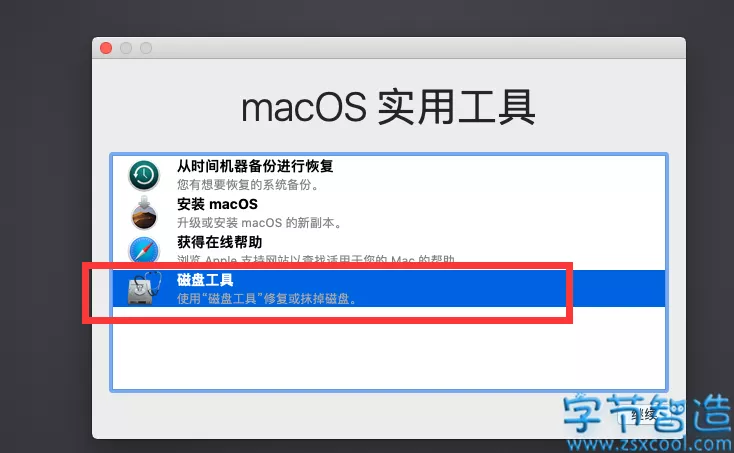 macOS 实用工具
从时间机器备份进行恢复
您有想要恢复的系统备份。
安装 macOS
升级或安装 macOS 的新副本。
获得在线帮助
浏览 Apple 支持网站以查找适用于您的 Mac 的帮助。
磁盘工具
使用“磁盘工具”修复或抹掉磁盘。
继续
字节智造
www.zsxcool.com